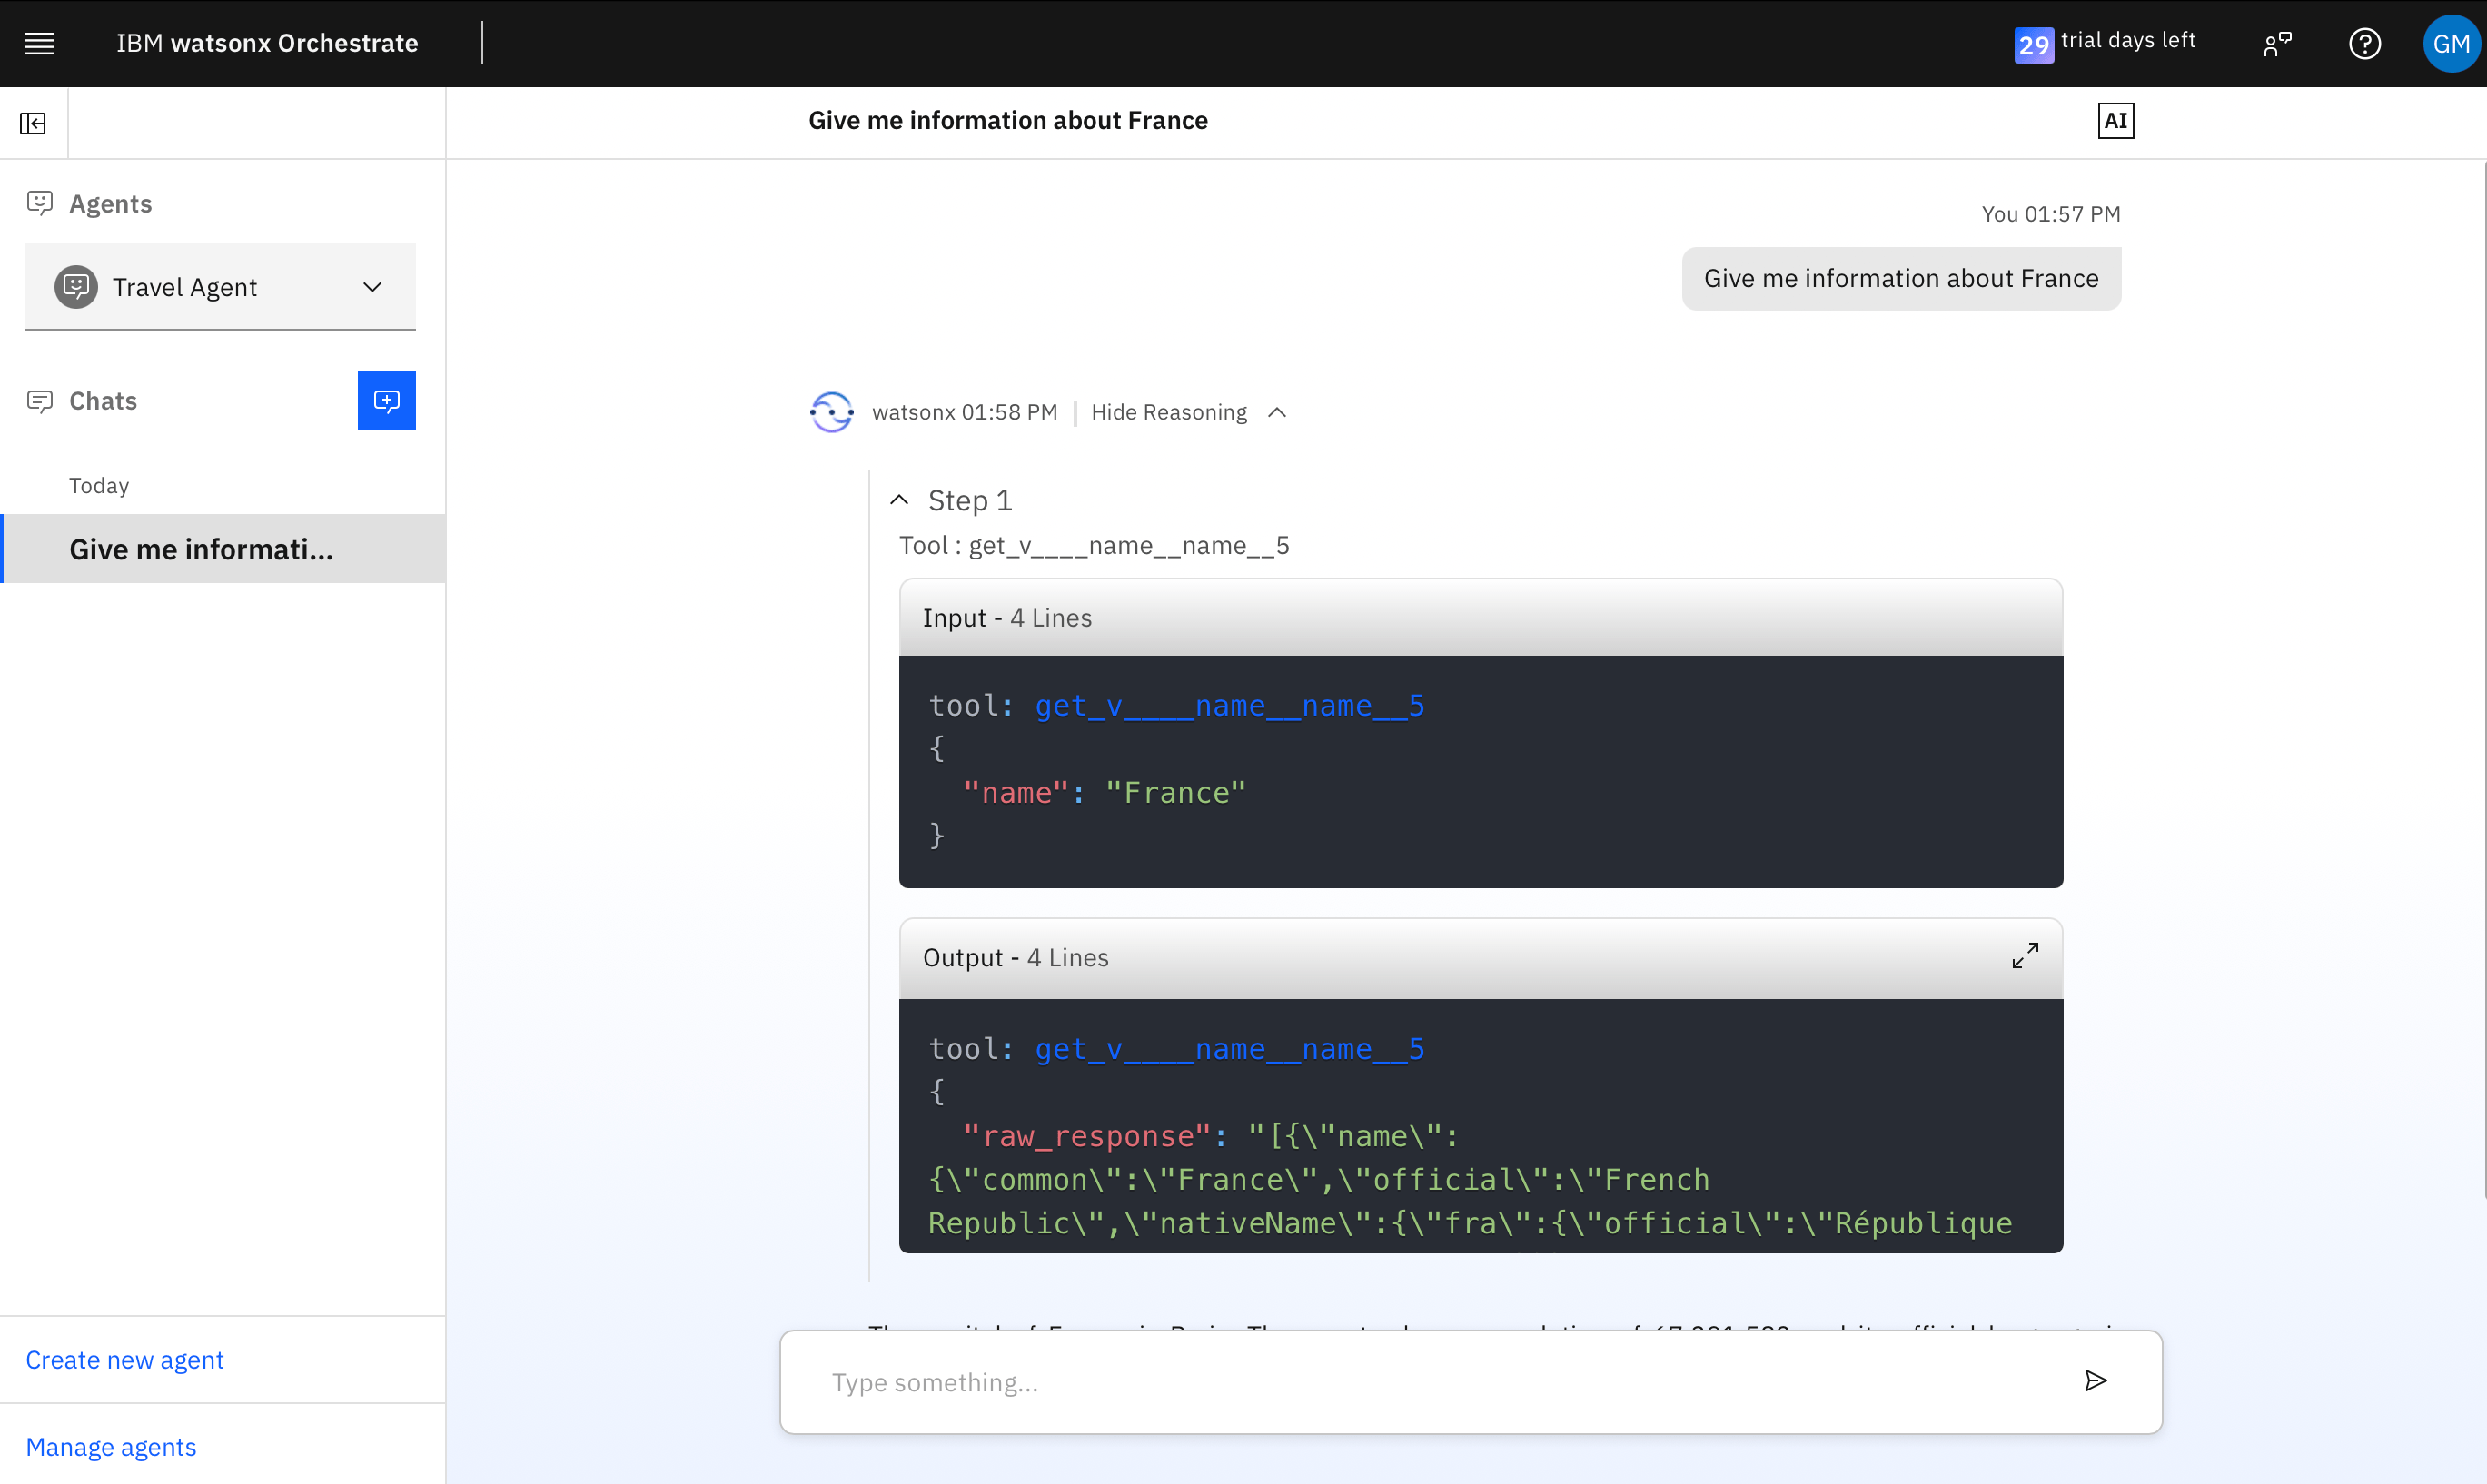 IBM watsonx Orchestrate
29 trial days left
GM
Give me information about France
AI
Agents
Travel Agent
Chats
Today
Give me informati...
Create new agent
Manage agents
You 01:57 PM
Give me information about France
watsonx 01:58 PM | Hide Reasoning
Step 1
Tool : get_v____name__name__5
Input - 4 Lines
tool: get_v____name__name__5
{
"name": "France"
}
Output - 4 Lines
tool: get_v____name__name__5
{
"raw_response": "[{\"name\":
{\"common\":\"France\",\"official\":\"French
Republic\",\"nativeName\":{\"fra\":{\"official\":\"République
Type something...